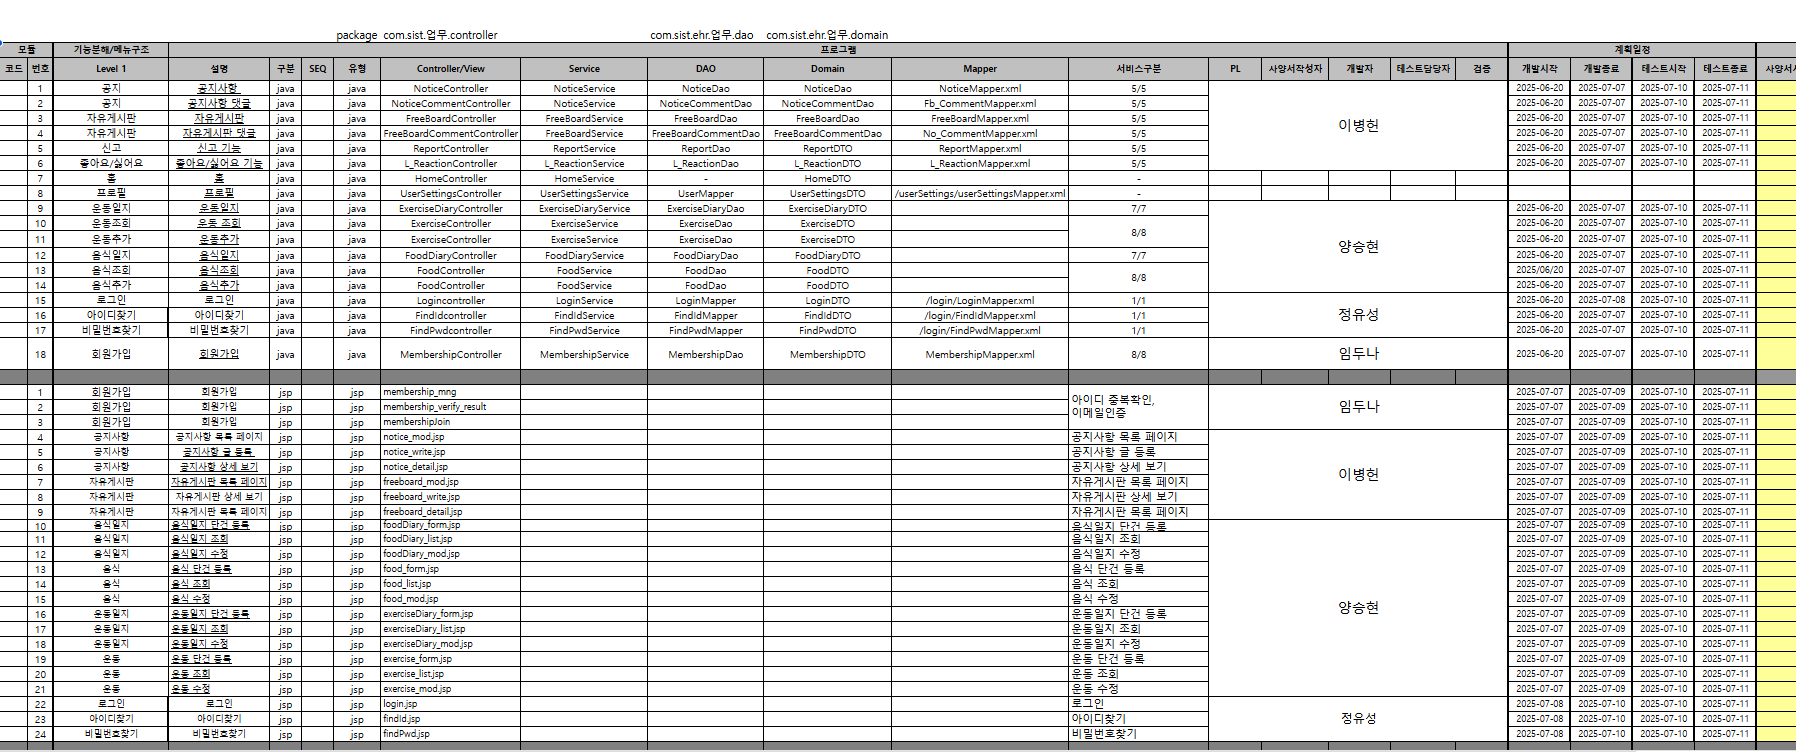 package com.sist.업무.controller com.sist.ehr.업무.dao com.sist.ehr.업무.domain
모듈 기능분해/메뉴구조 프로그램 계획일정
코드 번호 Level 1 설명 구분 SEQ 유형 Controller/View Service DAO Domain Mapper 서비스구분 PL 사양서작성자 개발자 테스트담당자 검증 개발시작 개발종료 테스트시작 테스트종료
1 공지 공지사항 java java NoticeController NoticeService NoticeDao NoticeDao NoticeMapper.xml 5/5 2025-06-20 2025-07-07 2025-07-10 2025-07-11
2 공지 공지사항 댓글 java java NoticeCommentController NoticeService NoticeCommentDao NoticeCommentDao Fb_CommentMapper.xml 5/5 2025-06-20 2025-07-07 2025-07-10 2025-07-11
3 자유게시판 자유게시판 java java FreeBoardController FreeBoardService FreeBoardDao FreeBoardDao FreeBoardMapper.xml 5/5 2025-06-20 2025-07-07 2025-07-10 2025-07-11
이병헌
4 자유게시판 자유게시판 댓글 java java FreeBoardCommentController FreeBoardService FreeBoardCommentDao FreeBoardCommentDao No_CommentMapper.xml 5/5 2025-06-20 2025-07-07 2025-07-10 2025-07-11
5 신고 신고 기능 java java ReportController ReportService ReportDao ReportDTO ReportMapper.xml 5/5 2025-06-20 2025-07-07 2025-07-10 2025-07-11
6 좋아요/싫어요 좋아요/싫어요 기능 java java L_ReactionController L_ReactionService L_ReactionDao L_ReactionDTO L_ReactionMapper.xml 5/5 2025-06-20 2025-07-07 2025-07-10 2025-07-11
7 홈 홈 java java HomeController HomeService - HomeDTO -
8 프로필 프로필 java java UserSettingsController UserSettingsService UserMapper UserSettingsDTO /userSettings/userSettingsMapper.xml -
9 운동일지 운동일지 java java ExerciseDiaryController ExerciseDiaryService ExerciseDiaryDao ExerciseDiaryDTO 7/7 2025-06-20 2025-07-07 2025-07-10 2025-07-11
10 운동조회 운동 조회 java java ExerciseController ExerciseService ExerciseDao ExerciseDTO 8/8 2025-06-20 2025-07-07 2025-07-10 2025-07-11
11 운동추가 운동추가 java java ExerciseController ExerciseService ExerciseDao ExerciseDTO 2025-06-20 2025-07-07 2025-07-10 2025-07-11
양승현
12 음식일지 음식일지 java java FoodDiaryController FoodDiaryService FoodDiaryDao FoodDiaryDTO 7/7 2025-06-20 2025-07-07 2025-07-10 2025-07-11
13 음식조회 음식조회 java java FoodController FoodService FoodDao FoodDTO 8/8 2025/06/20 2025-07-07 2025-07-10 2025-07-11
14 음식추가 음식추가 java java FoodController FoodService FoodDao FoodDTO 2025-06-20 2025-07-07 2025-07-10 2025-07-11
15 로그인 로그인 java java Logincontroller LoginService LoginMapper LoginDTO /login/LoginMapper.xml 1/1 2025-06-20 2025-07-08 2025-07-10 2025-07-11
16 아이디찾기 아이디찾기 java java FindIdcontroller FindIdService FindIdMapper FindIdDTO /login/FindIdMapper.xml 1/1 정유성 2025-06-20 2025-07-07 2025-07-10 2025-07-11
17 비밀번호찾기 비밀번호찾기 java java FindPwdcontroller FindPwdService FindPwdMapper FindPwdDTO /login/FindPwdMapper.xml 1/1 2025-06-20 2025-07-07 2025-07-10 2025-07-11
18 회원가입 회원가입 java java MembershipController MembershipService MembershipDao MembershipDTO MembershipMapper.xml 8/8 임두나 2025-06-20 2025-07-07 2025-07-10 2025-07-11
1 회원가입 회원가입 jsp jsp membership_mng 아이디 중복확인, 2025-07-07 2025-07-09 2025-07-10 2025-07-11
2 회원가입 회원가입 jsp jsp membership_verify_result 이메일인증 임두나 2025-07-07 2025-07-09 2025-07-10 2025-07-11
3 회원가입 회원가입 jsp jsp membershipJoin 2025-07-07 2025-07-09 2025-07-10 2025-07-11
4 공지사항 공지사항 목록 페이지 jsp jsp notice_mod.jsp 공지사항 목록 페이지 2025-07-07 2025-07-09 2025-07-10 2025-07-11
5 공지사항 공지사항 글 등록 jsp jsp notice_write.jsp 공지사항 글 등록 2025-07-07 2025-07-09 2025-07-10 2025-07-11
6 공지사항 공지사항 상세 보기 jsp jsp notice_detail.jsp 공지사항 상세 보기 2025-07-07 2025-07-09 2025-07-10 2025-07-11
이병헌
7 자유게시판 자유게시판 목록 페이지 jsp jsp freeboard_mod.jsp 자유게시판 목록 페이지 2025-07-07 2025-07-09 2025-07-10 2025-07-11
8 자유게시판 자유게시판 상세 보기 jsp jsp freeboard_write.jsp 자유게시판 상세 보기 2025-07-07 2025-07-09 2025-07-10 2025-07-11
9 자유게시판 자유게시판 목록 페이지 jsp jsp freeboard_detail.jsp 자유게시판 목록 페이지 2025-07-07 2025-07-09 2025-07-10 2025-07-11
10 음식일지 음식일지 단건 등록 jsp jsp foodDiary_form.jsp 음식일지 단건 등록 2025-07-07 2025-07-09 2025-07-10 2025-07-11
11 음식일지 음식일지 조회 jsp jsp foodDiary_list.jsp 음식일지 조회 2025-07-07 2025-07-09 2025-07-10 2025-07-11
12 음식일지 음식일지 수정 jsp jsp foodDiary_mod.jsp 음식일지 수정 2025-07-07 2025-07-09 2025-07-10 2025-07-11
13 음식 음식 단건 등록 jsp jsp food_form.jsp 음식 단건 등록 2025-07-07 2025-07-09 2025-07-10 2025-07-11
14 음식 음식 조회 jsp jsp food_list.jsp 음식 조회 2025-07-07 2025-07-09 2025-07-10 2025-07-11
15 음식 음식 수정 jsp jsp food_mod.jsp 음식 수정 2025-07-07 2025-07-09 2025-07-10 2025-07-11
양승현
16 운동일지 운동일지 단건 등록 jsp jsp exerciseDiary_form.jsp 운동일지 단건 등록 2025-07-07 2025-07-09 2025-07-10 2025-07-11
17 운동일지 운동일지 조회 jsp jsp exerciseDiary_list.jsp 운동일지 조회 2025-07-07 2025-07-09 2025-07-10 2025-07-11
18 운동일지 운동일지 수정 jsp jsp exerciseDiary_mod.jsp 운동일지 수정 2025-07-07 2025-07-09 2025-07-10 2025-07-11
19 운동 운동 단건 등록 jsp jsp exercise_form.jsp 운동 단건 등록 2025-07-07 2025-07-09 2025-07-10 2025-07-11
20 운동 운동 조회 jsp jsp exercise_list.jsp 운동 조회 2025-07-07 2025-07-09 2025-07-10 2025-07-11
21 운동 운동 수정 jsp jsp exercise_mod.jsp 운동 수정 2025-07-07 2025-07-09 2025-07-10 2025-07-11
22 로그인 로그인 jsp jsp login.jsp 로그인 2025-07-08 2025-07-10 2025-07-10 2025-07-11
23 아이디찾기 아이디찾기 jsp jsp findId.jsp 아이디찾기 정유성 2025-07-08 2025-07-10 2025-07-10 2025-07-11
24 비밀번호찾기 비밀번호찾기 jsp jsp findPwd.jsp 비밀번호찾기 2025-07-08 2025-07-10 2025-07-10 2025-07-11